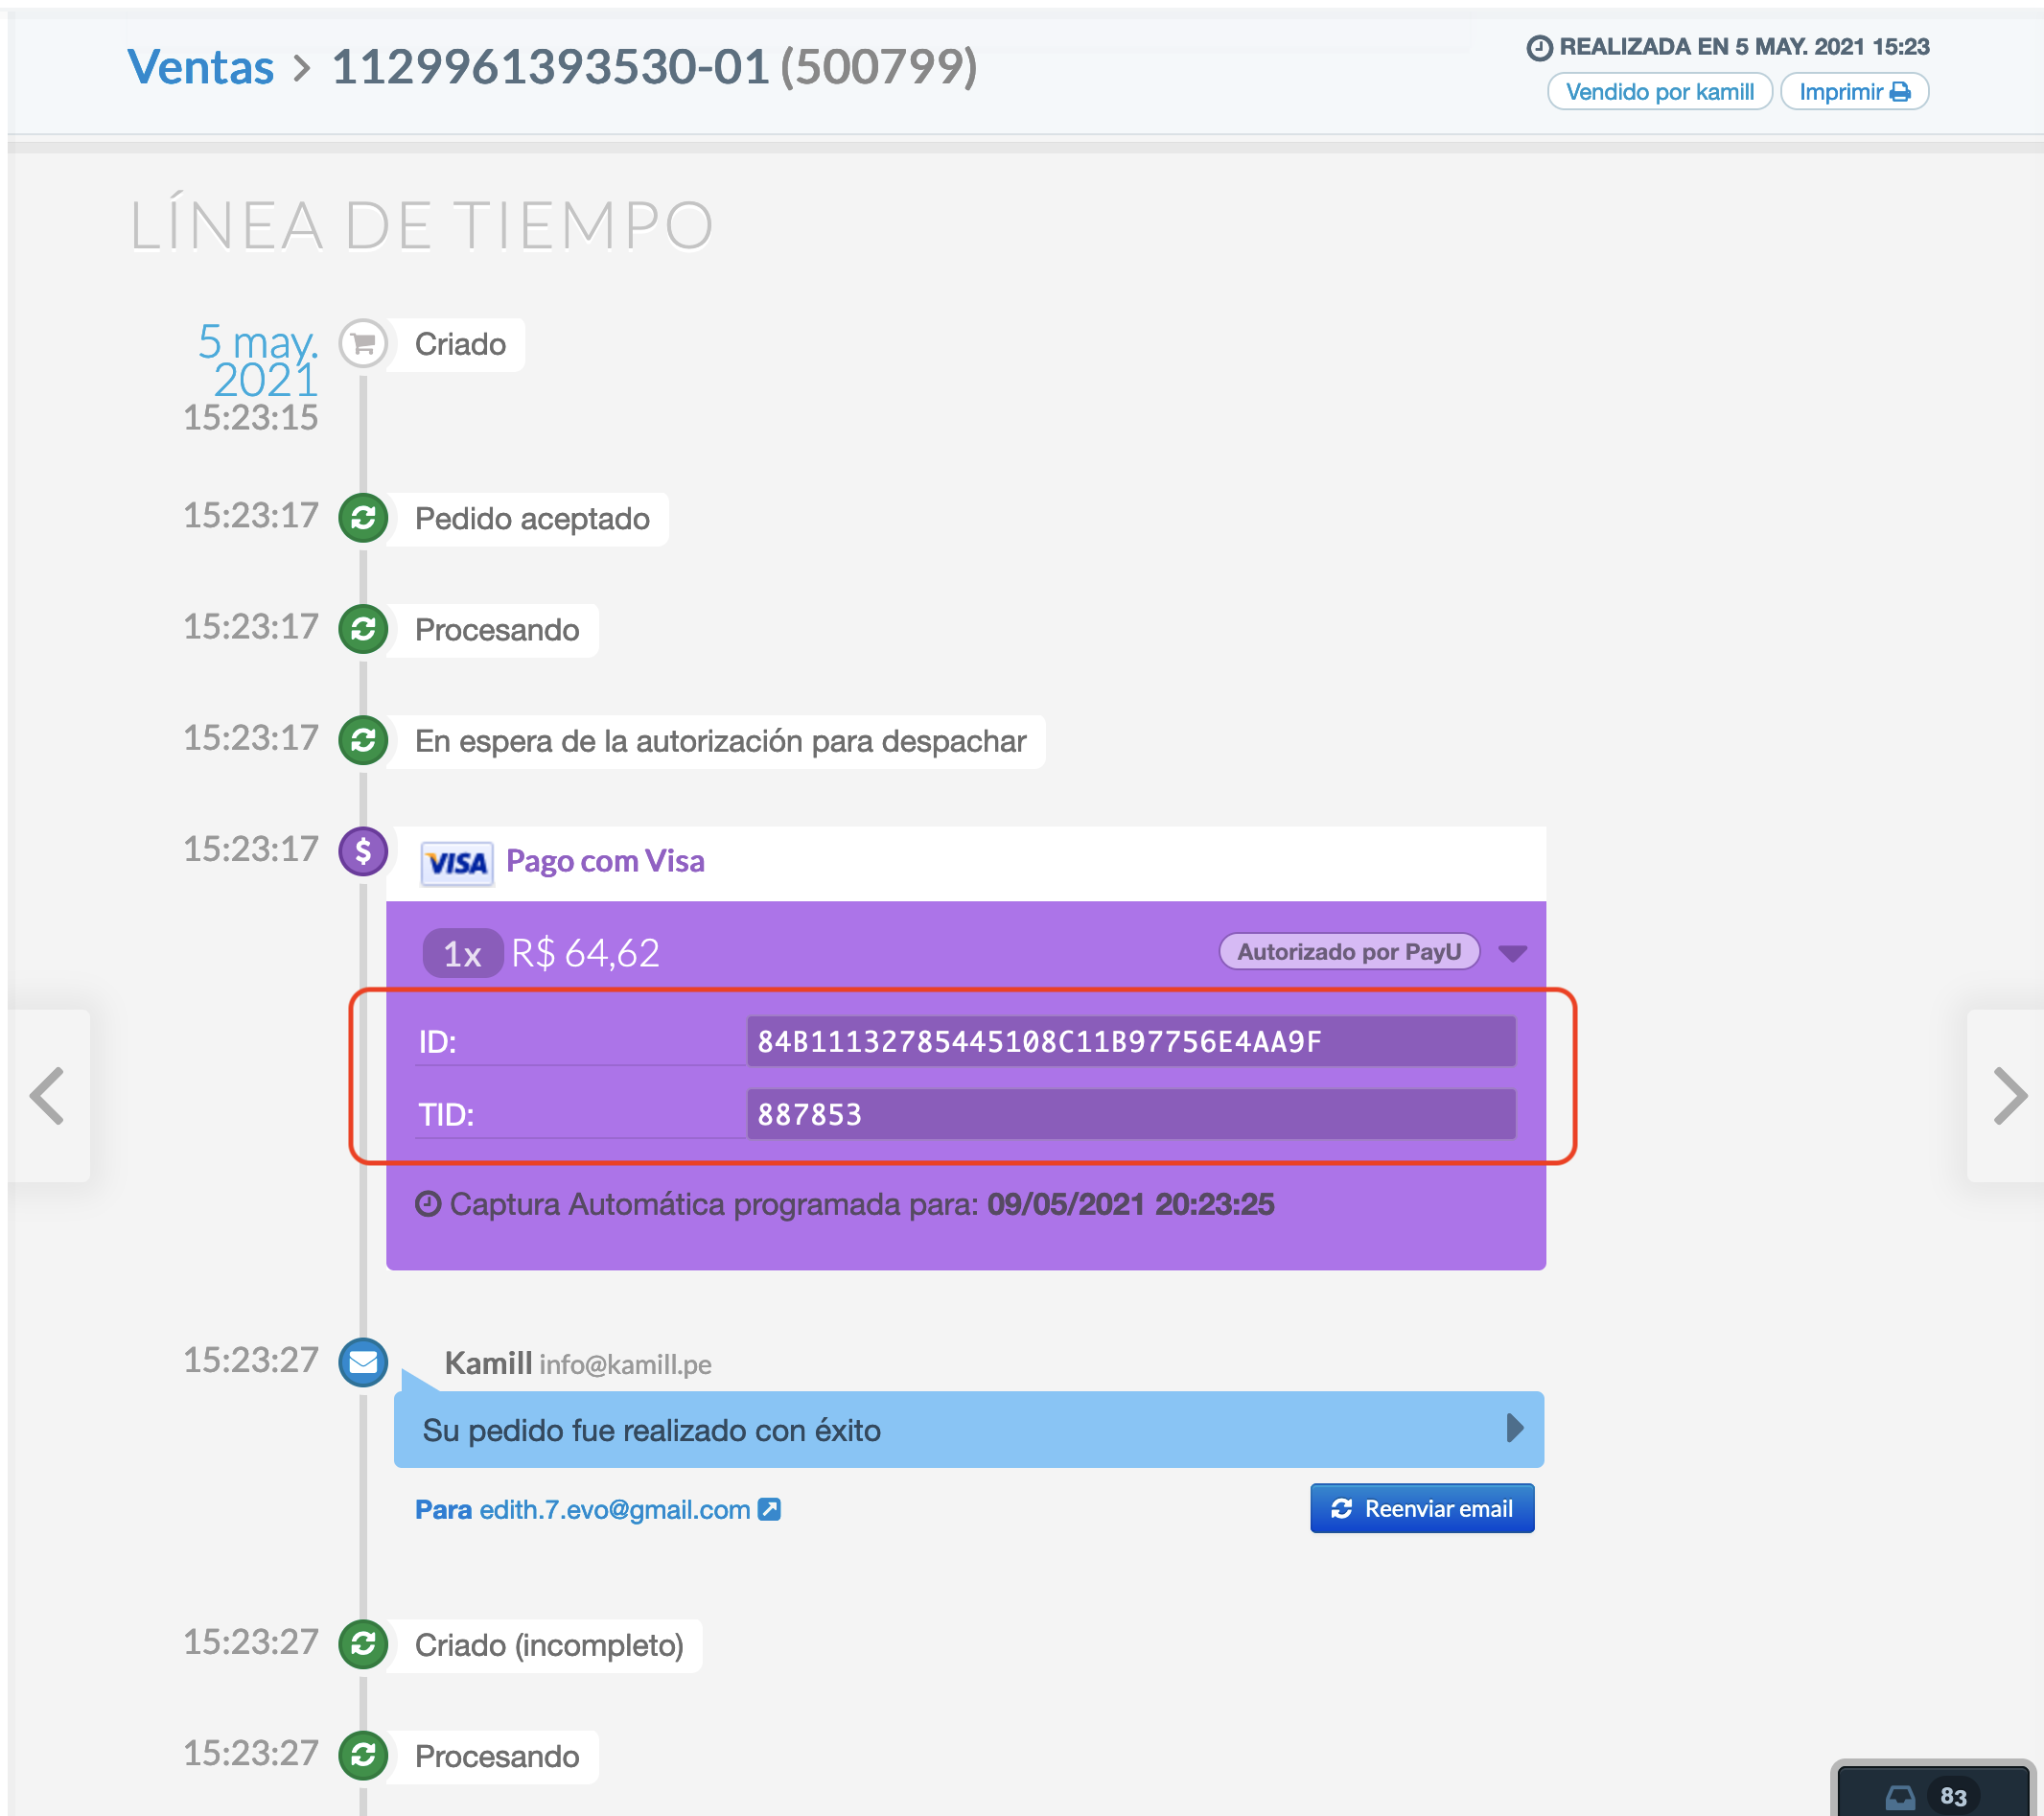 Ventas > 1129961393530-01 (500799)
REALIZADA EN 5 MAY. 2021 15:23
Vendido por kamill
Imprimir
LÍNEA DE TIEMPO
5 may.
2021
15:23:15
Criado
15:23:17
Pedido aceptado
15:23:17
Procesando
15:23:17
En espera de la autorización para despachar
15:23:17
$
VISA
Pago com Visa
1x R$ 64,62
Autorizado por PayU
ID:
84B11132785445108C11B97756E4AA9F
TID:
887853
Captura Automática programada para: 09/05/2021 20:23:25
15:23:27
Kamill info@kamill.pe
Su pedido fue realizado con éxito
Para edith.7.evo@gmail.com
Reenviar email
15:23:27
Criado (incompleto)
15:23:27
Procesando
83